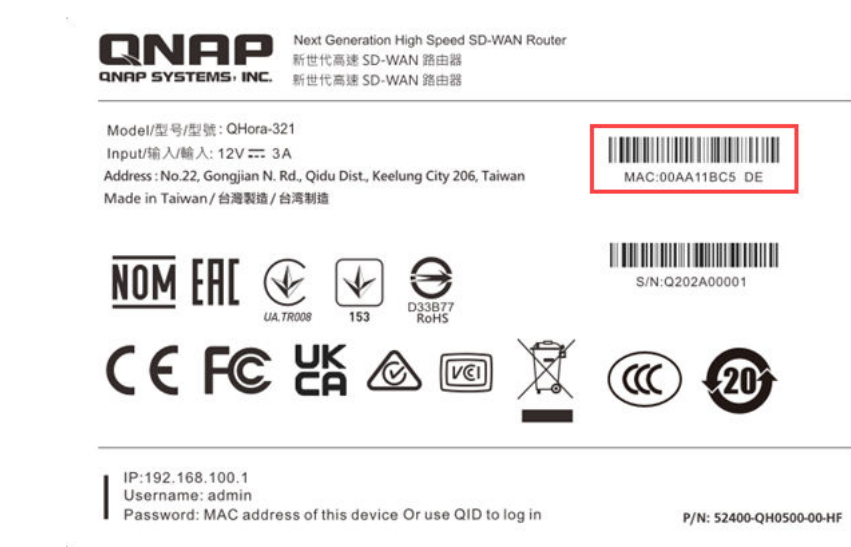 QNAP
QNAP SYSTEMS, INC.
Next Generation High Speed SD-WAN Router
新世代高速 SD-WAN 路由器
新世代高速 SD-WAN 路由器
Model/型号/型號: QHora-321
Input/输入/輸入: 12V ⎓ 3A
Address : No.22, Gongjian N. Rd., Qidu Dist., Keelung City 206, Taiwan
Made in Taiwan / 台灣製造 / 台湾制造
MAC:00AA11BC5 DE
S/N:Q202A00001
NOM EAC
UA.TR008
153
D33B77
RoHS
CE FC UK CA
VCI
CCC
20
IP:192.168.100.1
Username: admin
Password: MAC address of this device Or use QID to log in
P/N: 52400-QH0500-00-HF